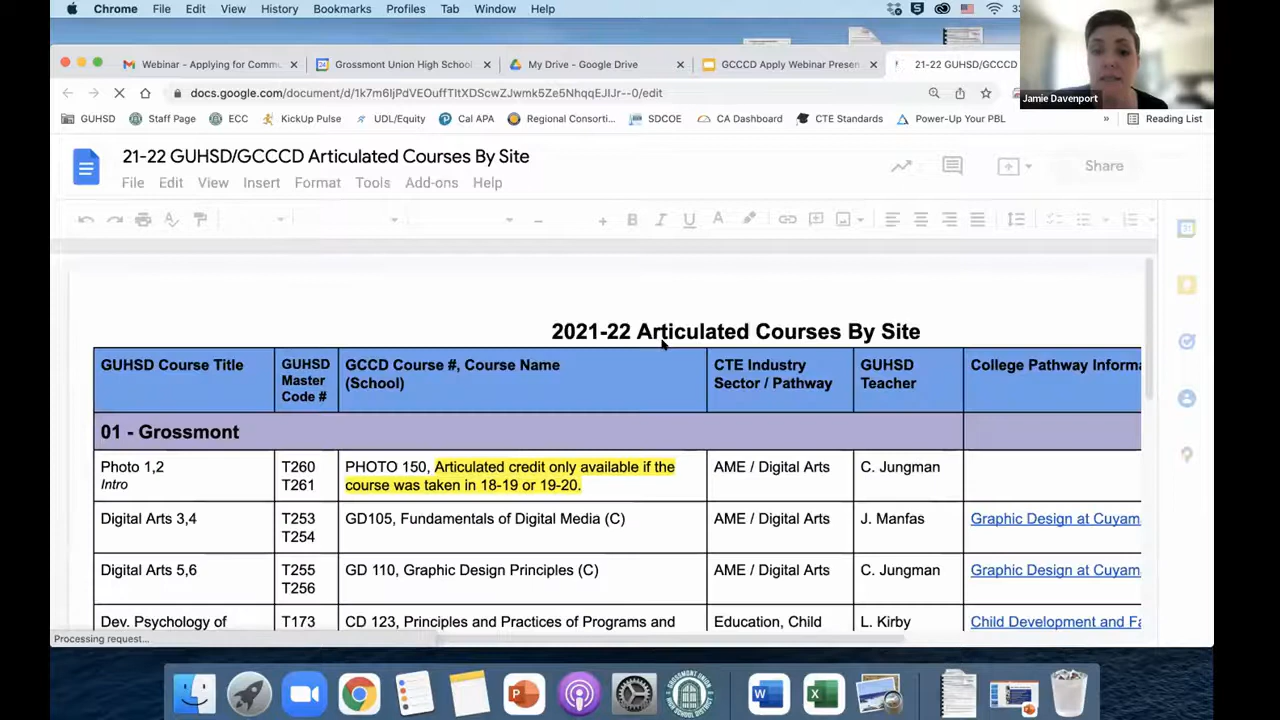 Chrome File Edit View History Bookmarks Profiles Tab Window Help
Webinar - Applying for Commu
Grossmont Union High School
My Drive - Google Drive
GCCCD Apply Webinar Presen
21-22 GUHSD/GCCCD
docs.google.com/document/d/1k7m6IjPdVEOuffTltXDScwZJwmk5Ze5NhqqEJIJr--0/edit
Jamie Davenport
GUHSD Staff Page ECC KickUp Pulse UDL/Equity Cal APA Regional Consorti... SDCOE CA Dashboard CTE Standards Power-Up Your PBL » Reading List
21-22 GUHSD/GCCCD Articulated Courses By Site
File Edit View Insert Format Tools Add-ons Help
Share
2021-22 Articulated Courses By Site
GUHSD Course Title
GUHSD
Master
Code #
GCCD Course #, Course Name
(School)
CTE Industry
Sector / Pathway
GUHSD
Teacher
College Pathway Informa
01 - Grossmont
Photo 1,2
Intro
T260
T261
PHOTO 150, Articulated credit only available if the
course was taken in 18-19 or 19-20.
AME / Digital Arts
C. Jungman
Digital Arts 3,4
T253
T254
GD105, Fundamentals of Digital Media (C)
AME / Digital Arts
J. Manfas
Graphic Design at Cuyam
Digital Arts 5,6
T255
T256
GD 110, Graphic Design Principles (C)
AME / Digital Arts
C. Jungman
Graphic Design at Cuyam
Dev. Psychology of
T173
CD 123, Principles and Practices of Programs and
Education, Child
L. Kirby
Child Development and Fa
Processing request...